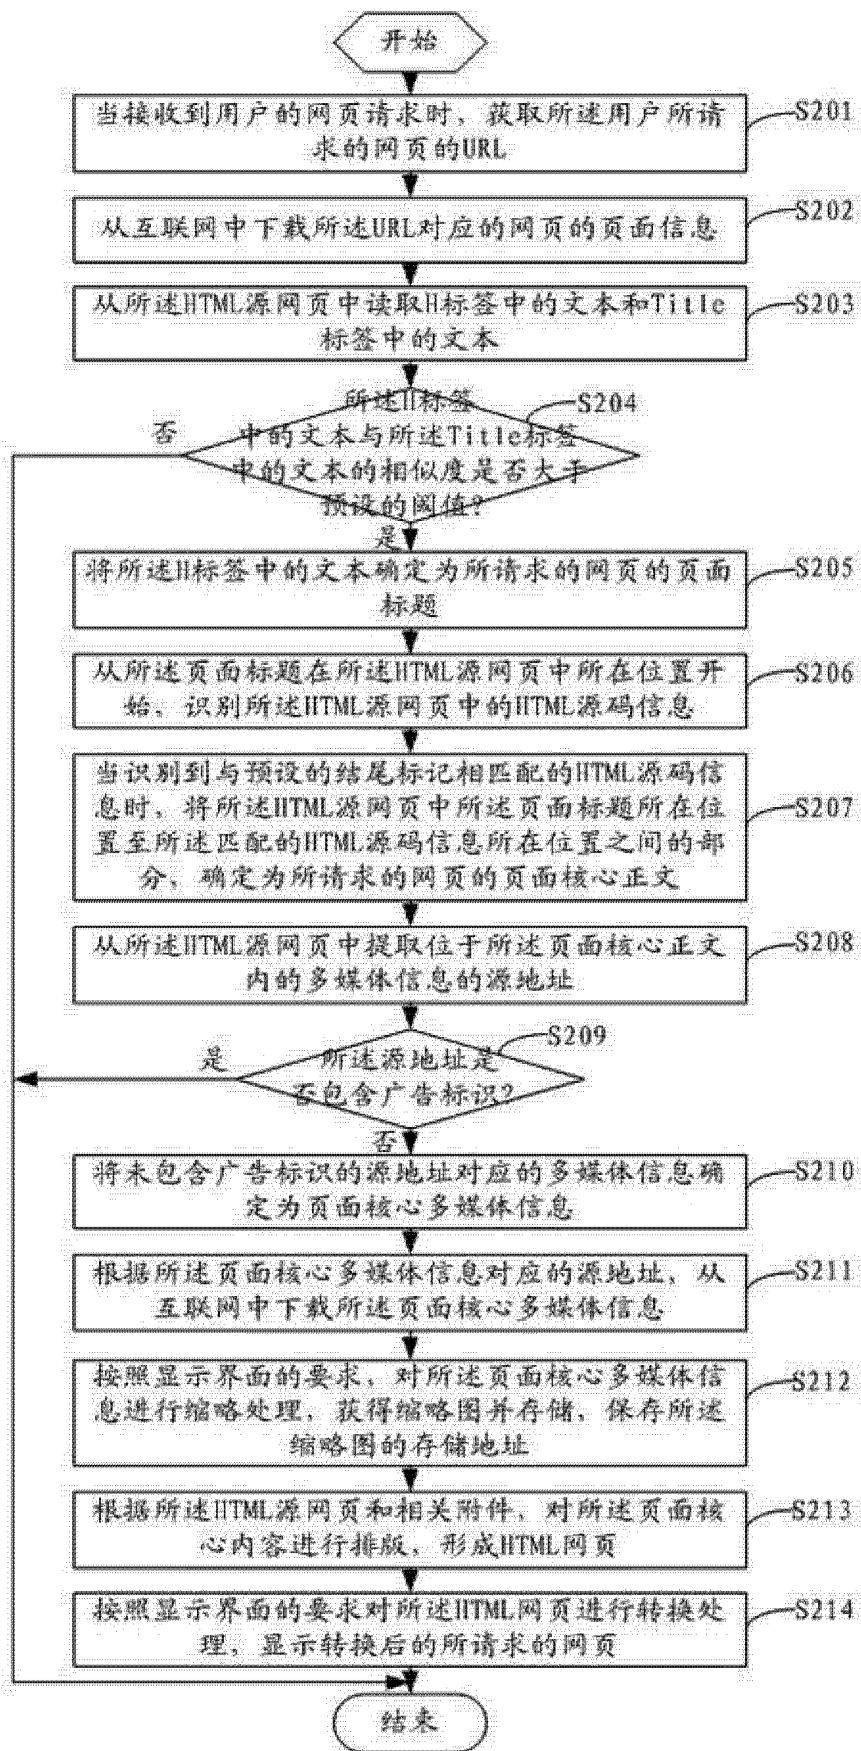 开始
当接收到用户的网页请求时，获取所述用户所请
求的网页的URL
S201
从互联网中下载所述URL对应的网页的页面信息
S202
从所述HTML源网页中读取H标签中的文本和Title
标签中的文本
S203
所述H标签
中的文本与所述Title标签
中的文本的相似度是否大于
预设的阈值？
S204
否
是
将所述H标签中的文本确定为所请求的网页的页面
标题
S205
从所述页面标题在所述HTML源网页中所在位置开
始，识别所述HTML源网页中的HTML源码信息
S206
当识别到与预设的结尾标记相匹配的HTML源码信
息时，将所述HTML源网页中所述页面标题所在位
置至所述匹配的HTML源码信息所在位置之间的部
分，确定为所请求的网页的页面核心正文
S207
从所述HTML源网页中提取位于所述页面核心正文
内的多媒体信息的源地址
S208
所述源地址是
否包含广告标识？
S209
是
否
将未包含广告标识的源地址对应的多媒体信息确
定为页面核心多媒体信息
S210
根据所述页面核心多媒体信息对应的源地址，从
互联网中下载所述页面核心多媒体信息
S211
按照显示界面的要求，对所述页面核心多媒体信
息进行缩略处理，获得缩略图并存储，保存所述
缩略图的存储地址
S212
根据所述HTML源网页和相关附件，对所述页面核
心内容进行排版，形成HTML网页
S213
按照显示界面的要求对所述HTML网页进行转换处
理，显示转换后的所请求的网页
S214
结束